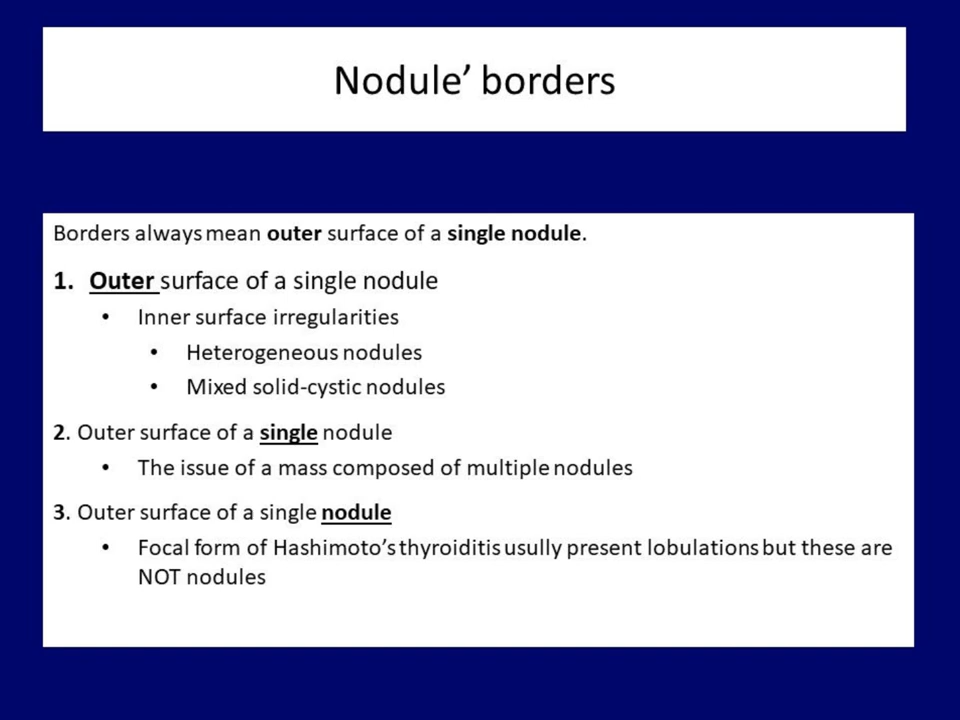 Nodule’ borders
Borders always mean outer surface of a single nodule.
1. Outer surface of a single nodule
• Inner surface irregularities
• Heterogeneous nodules
• Mixed solid-cystic nodules
2. Outer surface of a single nodule
• The issue of a mass composed of multiple nodules
3. Outer surface of a single nodule
• Focal form of Hashimoto’s thyroiditis usully present lobulations but these are
NOT nodules